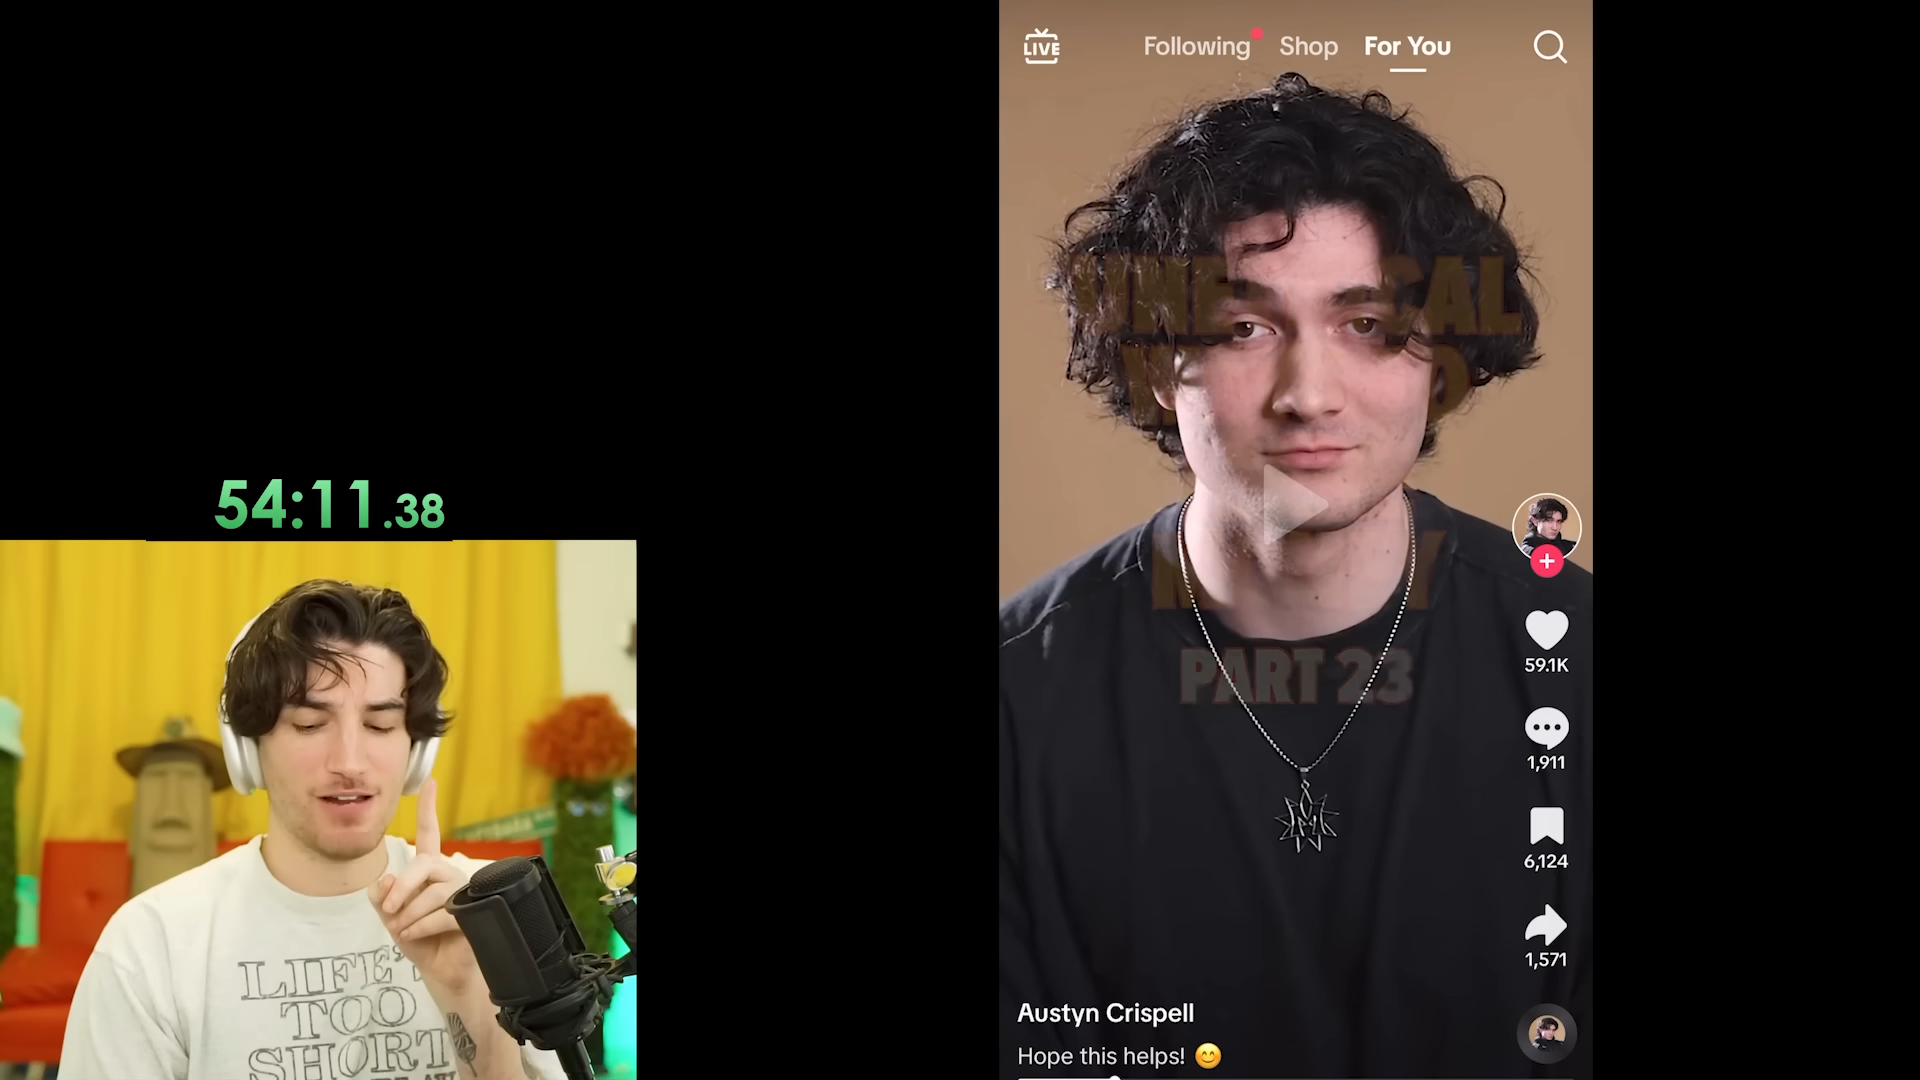 LIVE
Following Shop For You
PART 23
59.1K
1,911
6,124
1,571
Austyn Crispell
Hope this helps! 😊
54:11.38
LIFE'S
TOO
SHORT